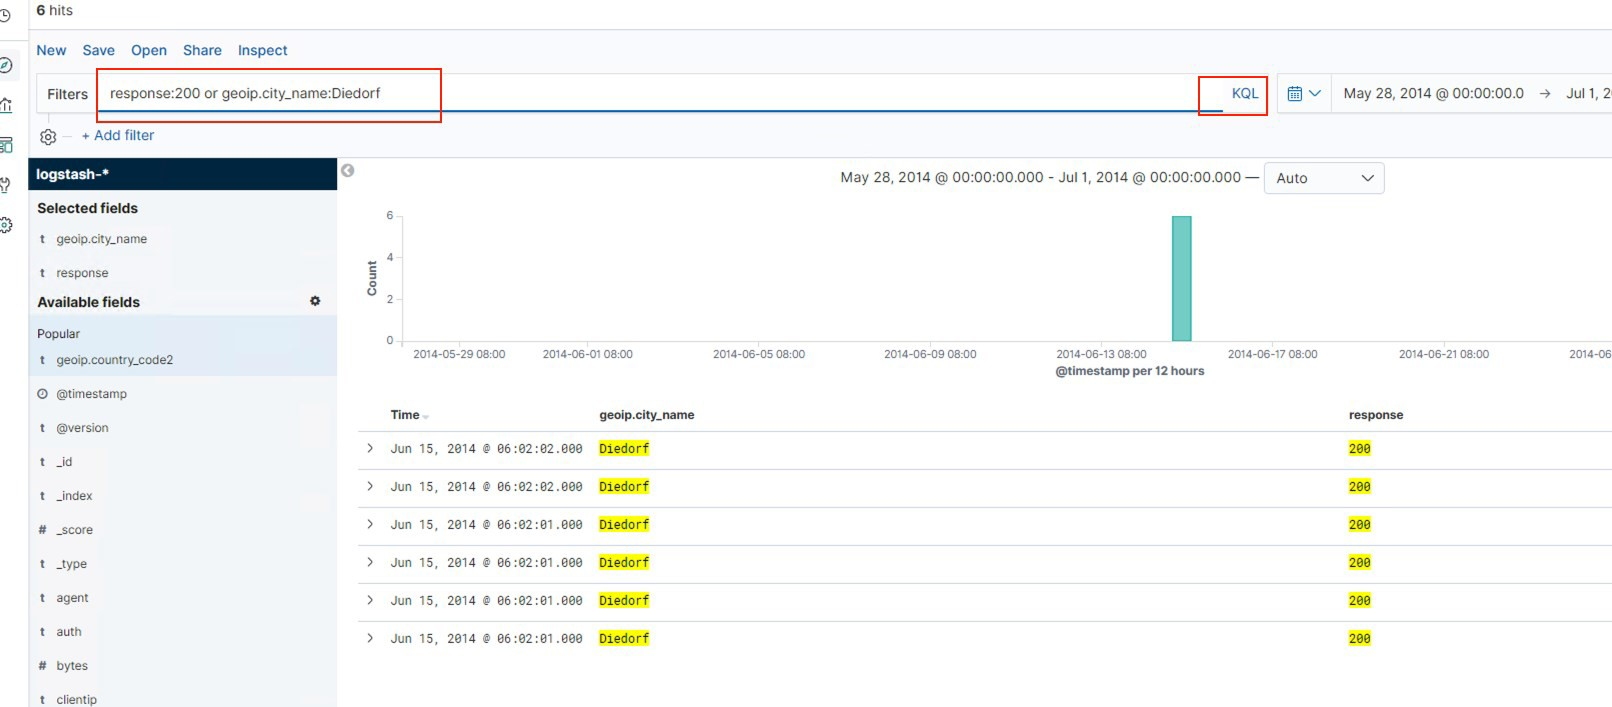 6 hits
New Save Open Share Inspect
Filters response:200 or geoip.city_name:Diedorf KQL May 28, 2014 @ 00:00:00.0 → Jul 1, 2
+ Add filter
logstash-*
Selected fields
t geoip.city_name
t response
Available fields
Popular
t geoip.country_code2
@timestamp
t @version
t _id
t _index
# _score
t _type
t agent
t auth
# bytes
t clientip
May 28, 2014 @ 00:00:00.000 - Jul 1, 2014 @ 00:00:00.000 — Auto
Count
6
4
2
0
2014-05-29 08:00 2014-06-01 08:00 2014-06-05 08:00 2014-06-09 08:00 2014-06-13 08:00 2014-06-17 08:00 2014-06-21 08:00 2014-06
@timestamp per 12 hours
Time geoip.city_name response
Jun 15, 2014 @ 06:02:02.000 Diedorf 200
Jun 15, 2014 @ 06:02:02.000 Diedorf 200
Jun 15, 2014 @ 06:02:01.000 Diedorf 200
Jun 15, 2014 @ 06:02:01.000 Diedorf 200
Jun 15, 2014 @ 06:02:01.000 Diedorf 200
Jun 15, 2014 @ 06:02:01.000 Diedorf 200